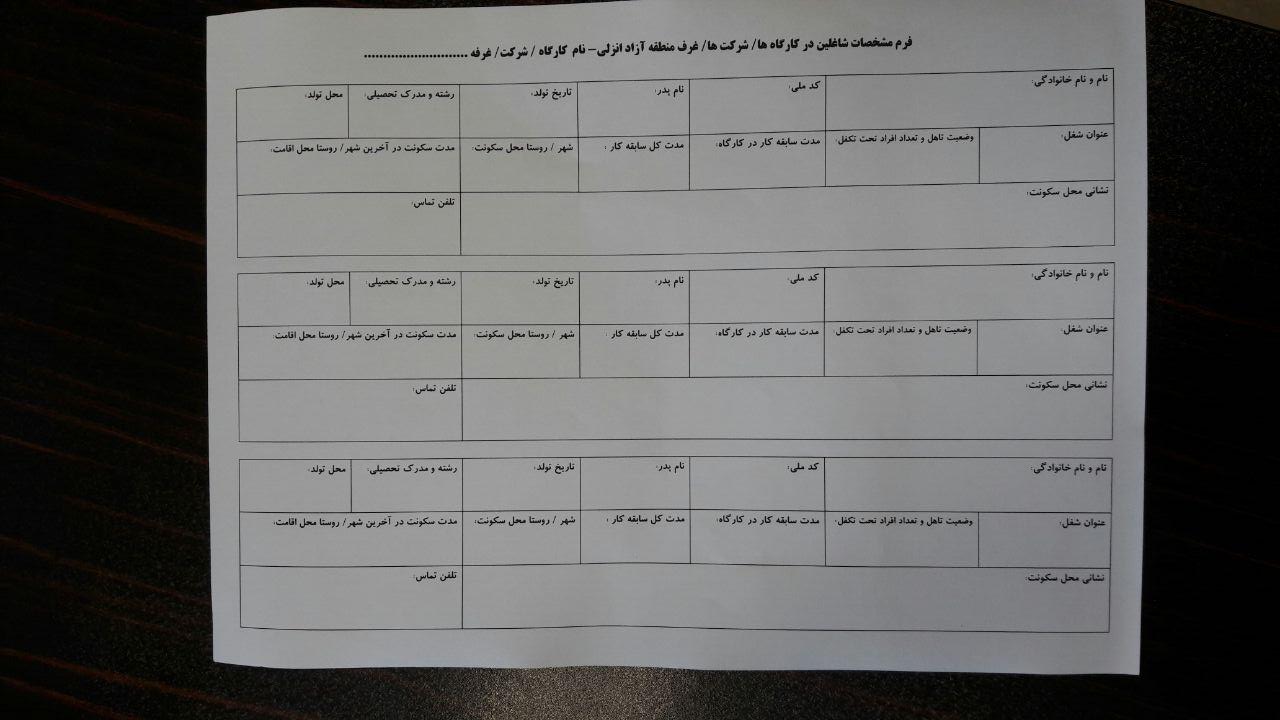 فرم مشخصات شاغلین در کارگاه ها/ شرکت ها/ غرف منطقه آزاد انزلی– نام کارگاه / شرکت/ غرفه ............................
نام و نام خانوادگی: کد ملی: نام پدر: تاریخ تولد: رشته و مدرک تحصیلی: محل تولد:
عنوان شغل: وضعیت تاهل و تعداد افراد تحت تکفل: مدت سابقه کار در کارگاه: مدت کل سابقه کار : شهر / روستا محل سکونت: مدت سکونت در آخرین شهر/ روستا محل اقامت:
نشانی محل سکونت: تلفن تماس:
نام و نام خانوادگی: کد ملی: نام پدر: تاریخ تولد: رشته و مدرک تحصیلی: محل تولد:
عنوان شغل: وضعیت تاهل و تعداد افراد تحت تکفل: مدت سابقه کار در کارگاه: مدت کل سابقه کار : شهر / روستا محل سکونت: مدت سکونت در آخرین شهر/ روستا محل اقامت:
نشانی محل سکونت: تلفن تماس:
نام و نام خانوادگی: کد ملی: نام پدر: تاریخ تولد: رشته و مدرک تحصیلی: محل تولد:
عنوان شغل: وضعیت تاهل و تعداد افراد تحت تکفل: مدت سابقه کار در کارگاه: مدت کل سابقه کار : شهر / روستا محل سکونت: مدت سکونت در آخرین شهر/ روستا محل اقامت:
نشانی محل سکونت: تلفن تماس: